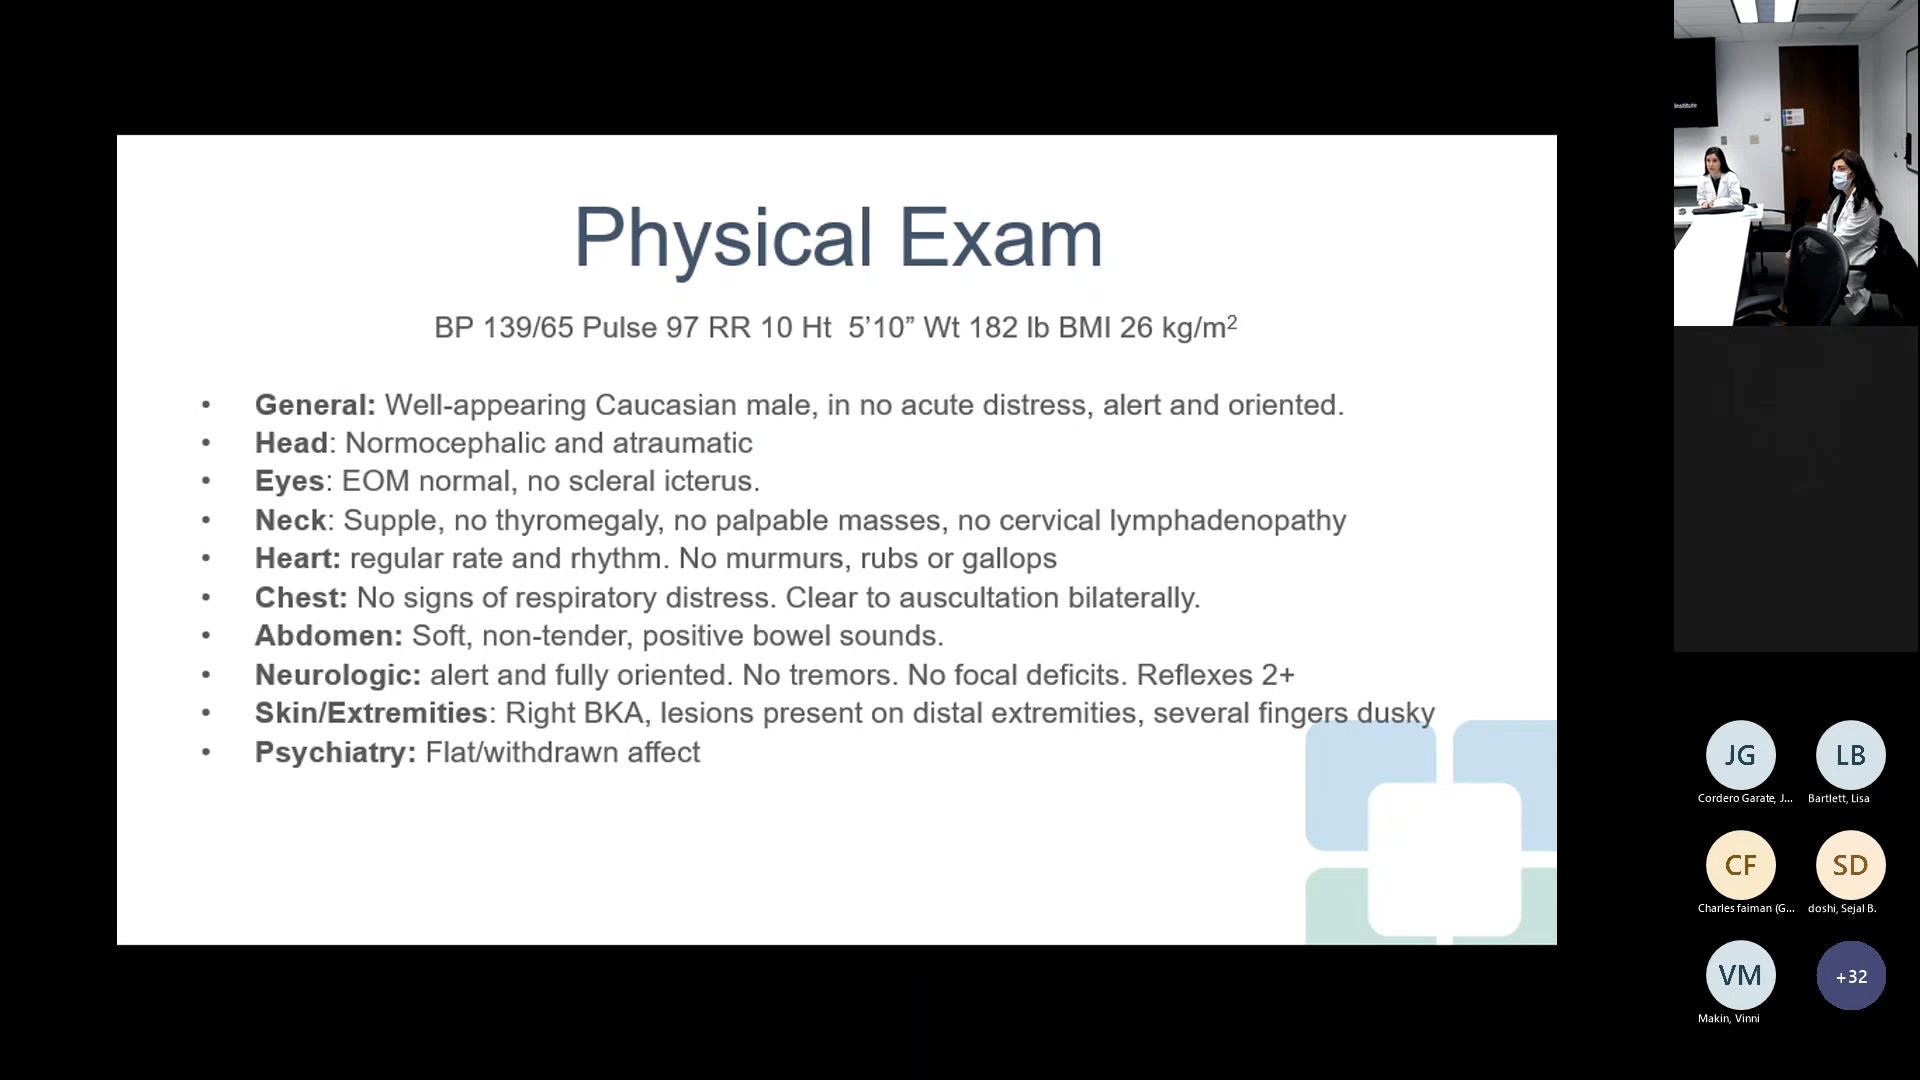 Physical Exam
BP 139/65 Pulse 97 RR 10 Ht  5’10” Wt 182 lb BMI 26 kg/m²
• General: Well-appearing Caucasian male, in no acute distress, alert and oriented.
• Head: Normocephalic and atraumatic
• Eyes: EOM normal, no scleral icterus.
• Neck: Supple, no thyromegaly, no palpable masses, no cervical lymphadenopathy
• Heart: regular rate and rhythm. No murmurs, rubs or gallops
• Chest: No signs of respiratory distress. Clear to auscultation bilaterally.
• Abdomen: Soft, non-tender, positive bowel sounds.
• Neurologic: alert and fully oriented. No tremors. No focal deficits. Reflexes 2+
• Skin/Extremities: Right BKA, lesions present on distal extremities, several fingers dusky
• Psychiatry: Flat/withdrawn affect
Institute
JG
Cordero Garate, J...
LB
Bartlett, Lisa
CF
Charles faiman (G...
SD
doshi, Sejal B.
VM
Makin, Vinni
+32